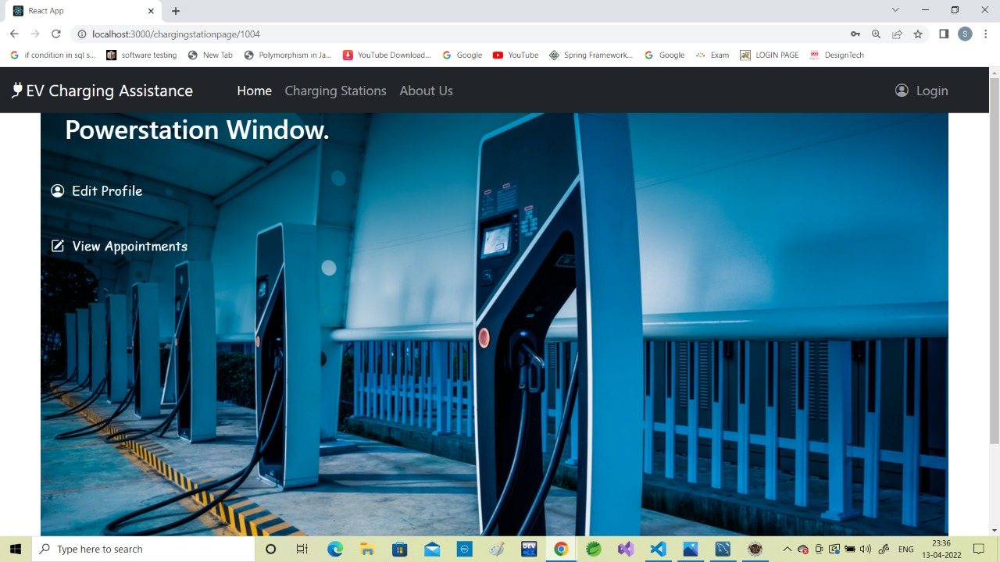 React App
localhost:3000/chargingstationpage/1004
if condition in sql s...
software testing
New Tab
Polymorphism in Ja...
YouTube Download...
Google
YouTube
Spring Framework...
Google
Exam
LOGIN PAGE
DesignTech
S
EV Charging Assistance
Home
Charging Stations
About Us
Login
Powerstation Window.
Edit Profile
View Appointments
Type here to search
DEV
ENG
23:36
13-04-2022